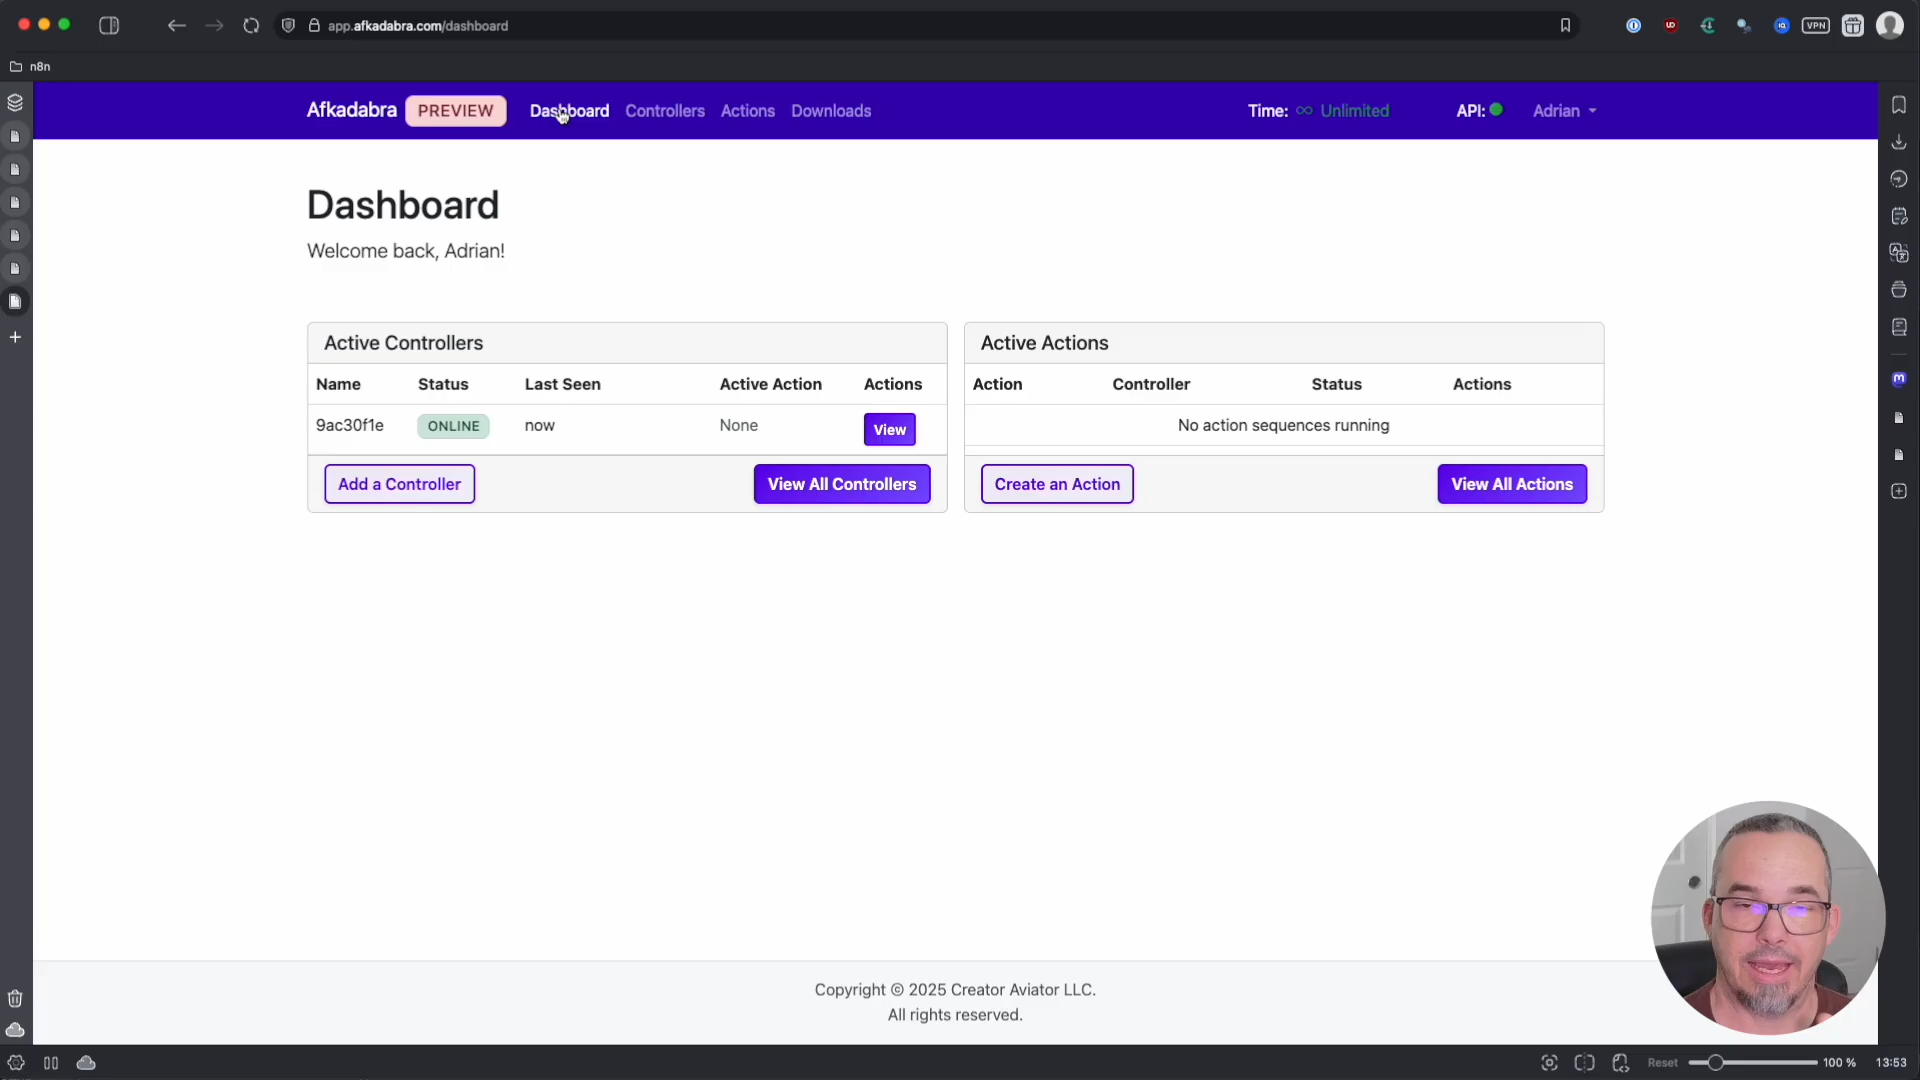 app.afkadabra.com/dashboard
VPN
n8n
Afkadabra PREVIEW Dashboard Controllers Actions Downloads Time: ∞ Unlimited API: Adrian
Dashboard
Welcome back, Adrian!
Active Controllers
Name Status Last Seen Active Action Actions
9ac30f1e ONLINE now None View
Add a Controller View All Controllers
Active Actions
Action Controller Status Actions
No action sequences running
Create an Action View All Actions
Copyright © 2025 Creator Aviator LLC.
All rights reserved.
Reset 100 % 13:53